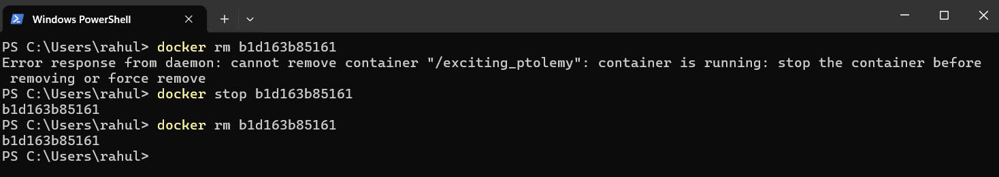 Windows PowerShell
PS C:\Users\rahul> docker rm b1d163b85161
Error response from daemon: cannot remove container "/exciting_ptolemy": container is running: stop the container before
 removing or force remove
PS C:\Users\rahul> docker stop b1d163b85161
b1d163b85161
PS C:\Users\rahul> docker rm b1d163b85161
b1d163b85161
PS C:\Users\rahul>